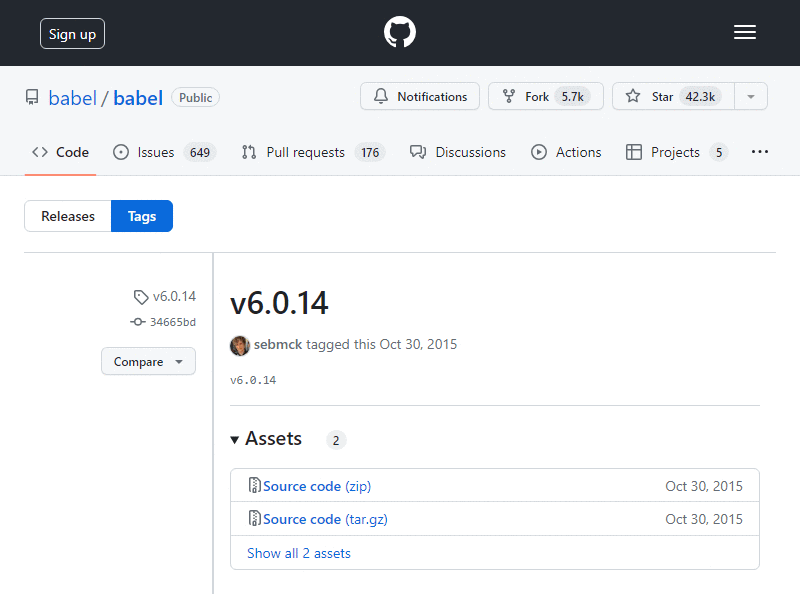 Sign up
babel / babel Public
Notifications Fork 5.7k Star 42.3k
Code Issues 649 Pull requests 176 Discussions Actions Projects 5
Releases Tags
v6.0.14
34665bd
Compare
v6.0.14
sebmck tagged this Oct 30, 2015
v6.0.14
Assets 2
Source code (zip) Oct 30, 2015
Source code (tar.gz) Oct 30, 2015
Show all 2 assets